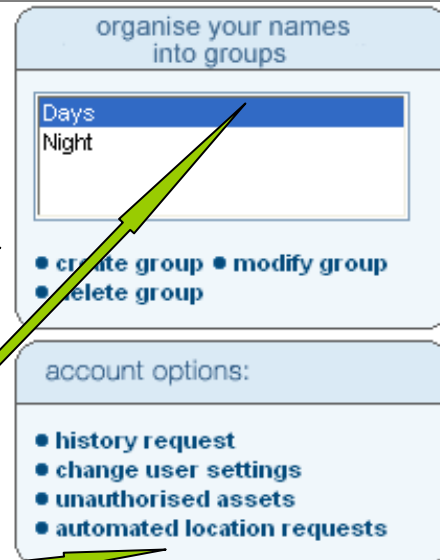 organise your names
into groups
Days
Night
• create group • modify group
• delete group
account options:
• history request
• change user settings
• unauthorised assets
• automated location requests